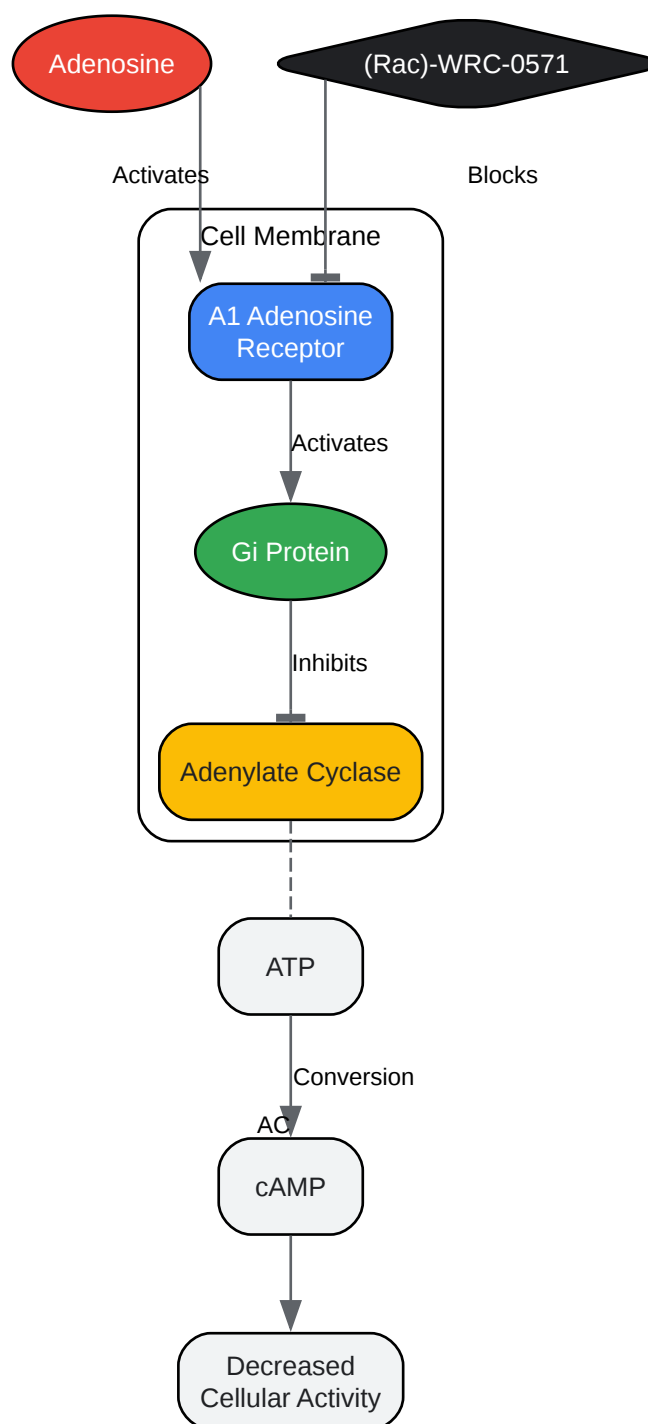 Adenosine
(Rac)-WRC-0571
Activates
Blocks
Cell Membrane
A1 Adenosine
Receptor
Activates
Gi Protein
Inhibits
Adenylate Cyclase
ATP
Conversion
AC
cAMP
Decreased
Cellular Activity